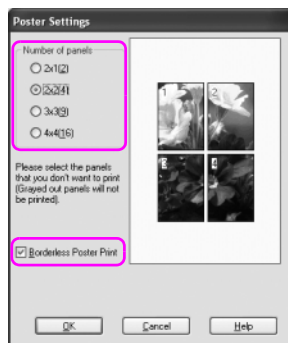 Poster Settings
Number of panels
2x1(2)
2x2(4)
3x3(9)
4x4(16)
1
2
3
4
Please select the panels
that you don't want to print
(Grayed out panels will not
be printed).
Borderless Poster Print
OK
Cancel
Help